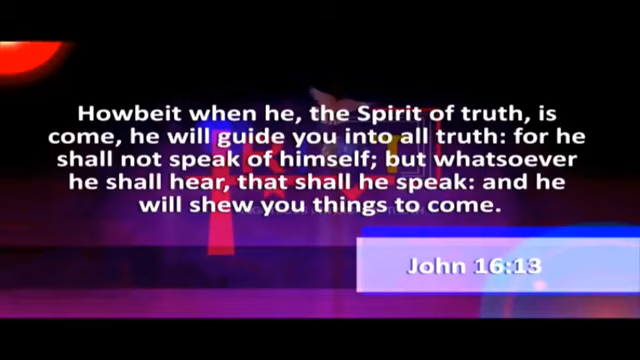 Howbeit when he, the Spirit of truth, is
come, he will guide you into all truth: for he
shall not speak of himself; but whatsoever
he shall hear, that shall he speak: and he
will shew you things to come.
John 16:13